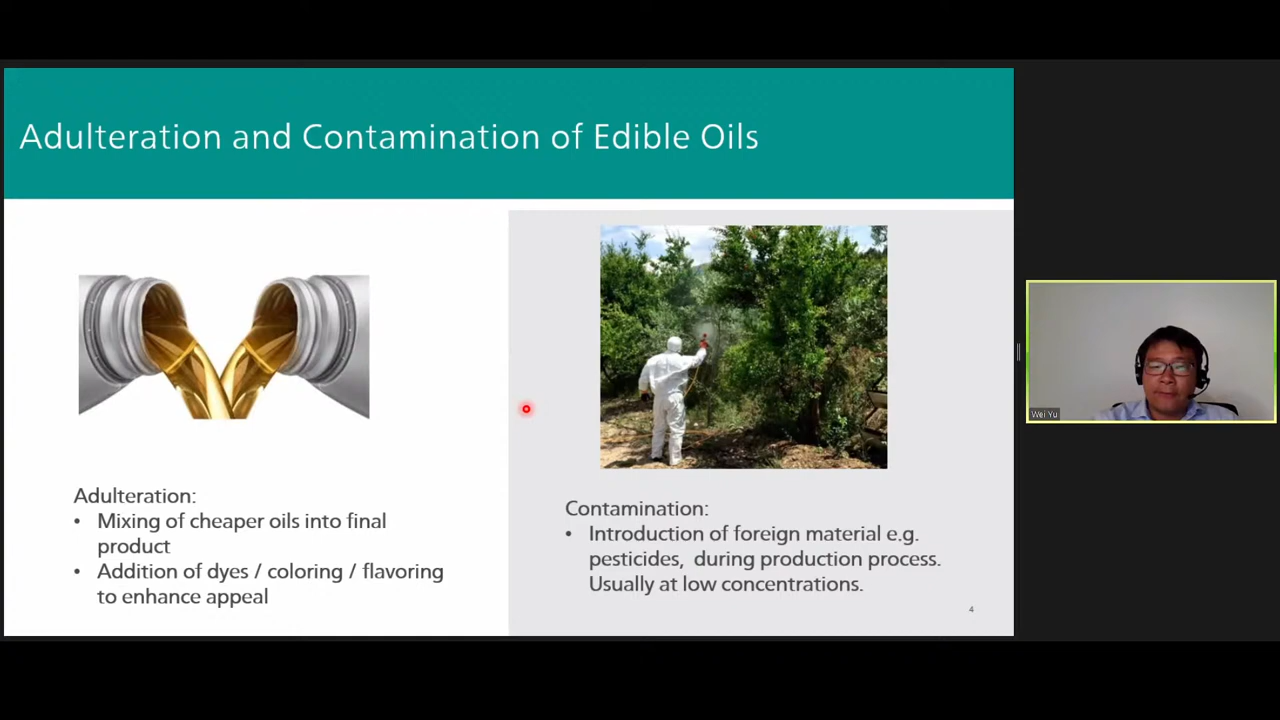 Adulteration and Contamination of Edible Oils
Adulteration:
• Mixing of cheaper oils into final
product
• Addition of dyes / coloring / flavoring
to enhance appeal
Contamination:
• Introduction of foreign material e.g.
pesticides, during production process.
Usually at low concentrations.
4
Wei Yu